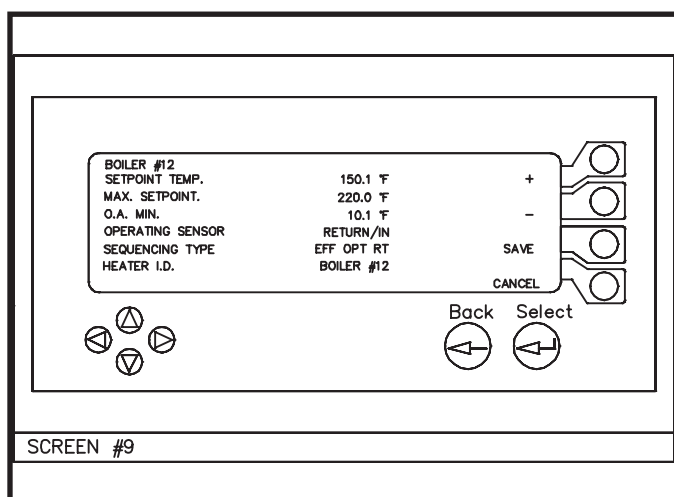 BOILER #12
SETPOINT TEMP. 150.1 °F +
MAX. SETPOINT. 220.0 °F
O.A. MIN. 10.1 °F −
OPERATING SENSOR RETURN/IN
SEQUENCING TYPE EFF OPT RT SAVE
HEATER I.D. BOILER #12
CANCEL
Back Select
SCREEN #9